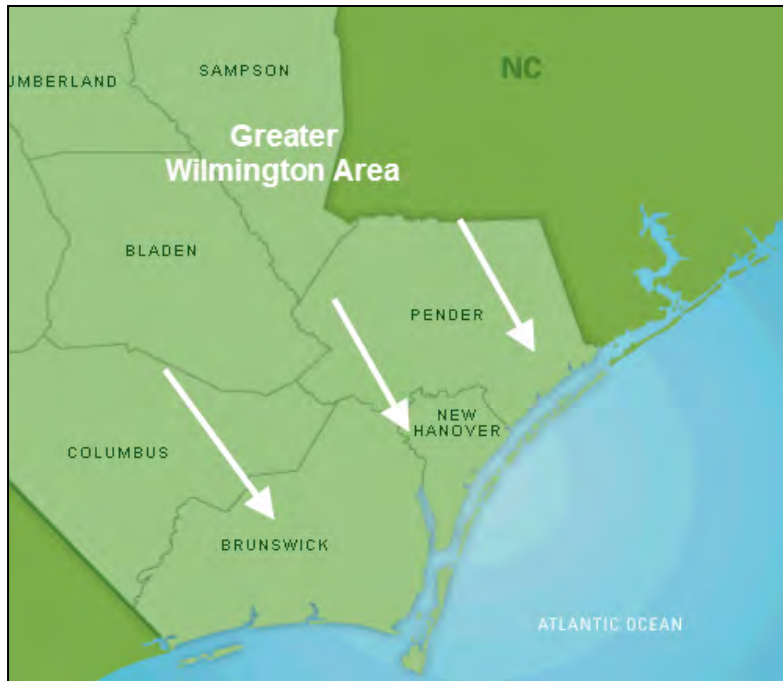 SAMPSON
NC
UMBERLAND
Greater
Wilmington Area
BLADEN
PENDER
NEW
HANOVER
COLUMBUS
BRUNSWICK
ATLANTIC OCEAN